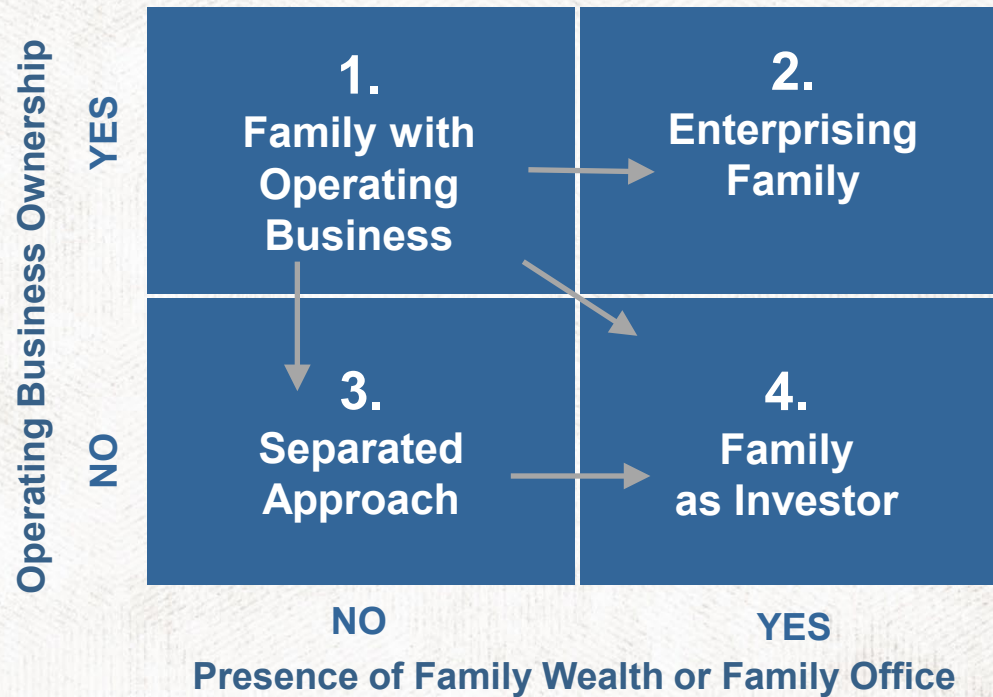 Operating Business Ownership
YES
NO
1.
Family with
Operating
Business
2.
Enterprising
Family
3.
Separated
Approach
4.
Family
as Investor
NO
YES
Presence of Family Wealth or Family Office